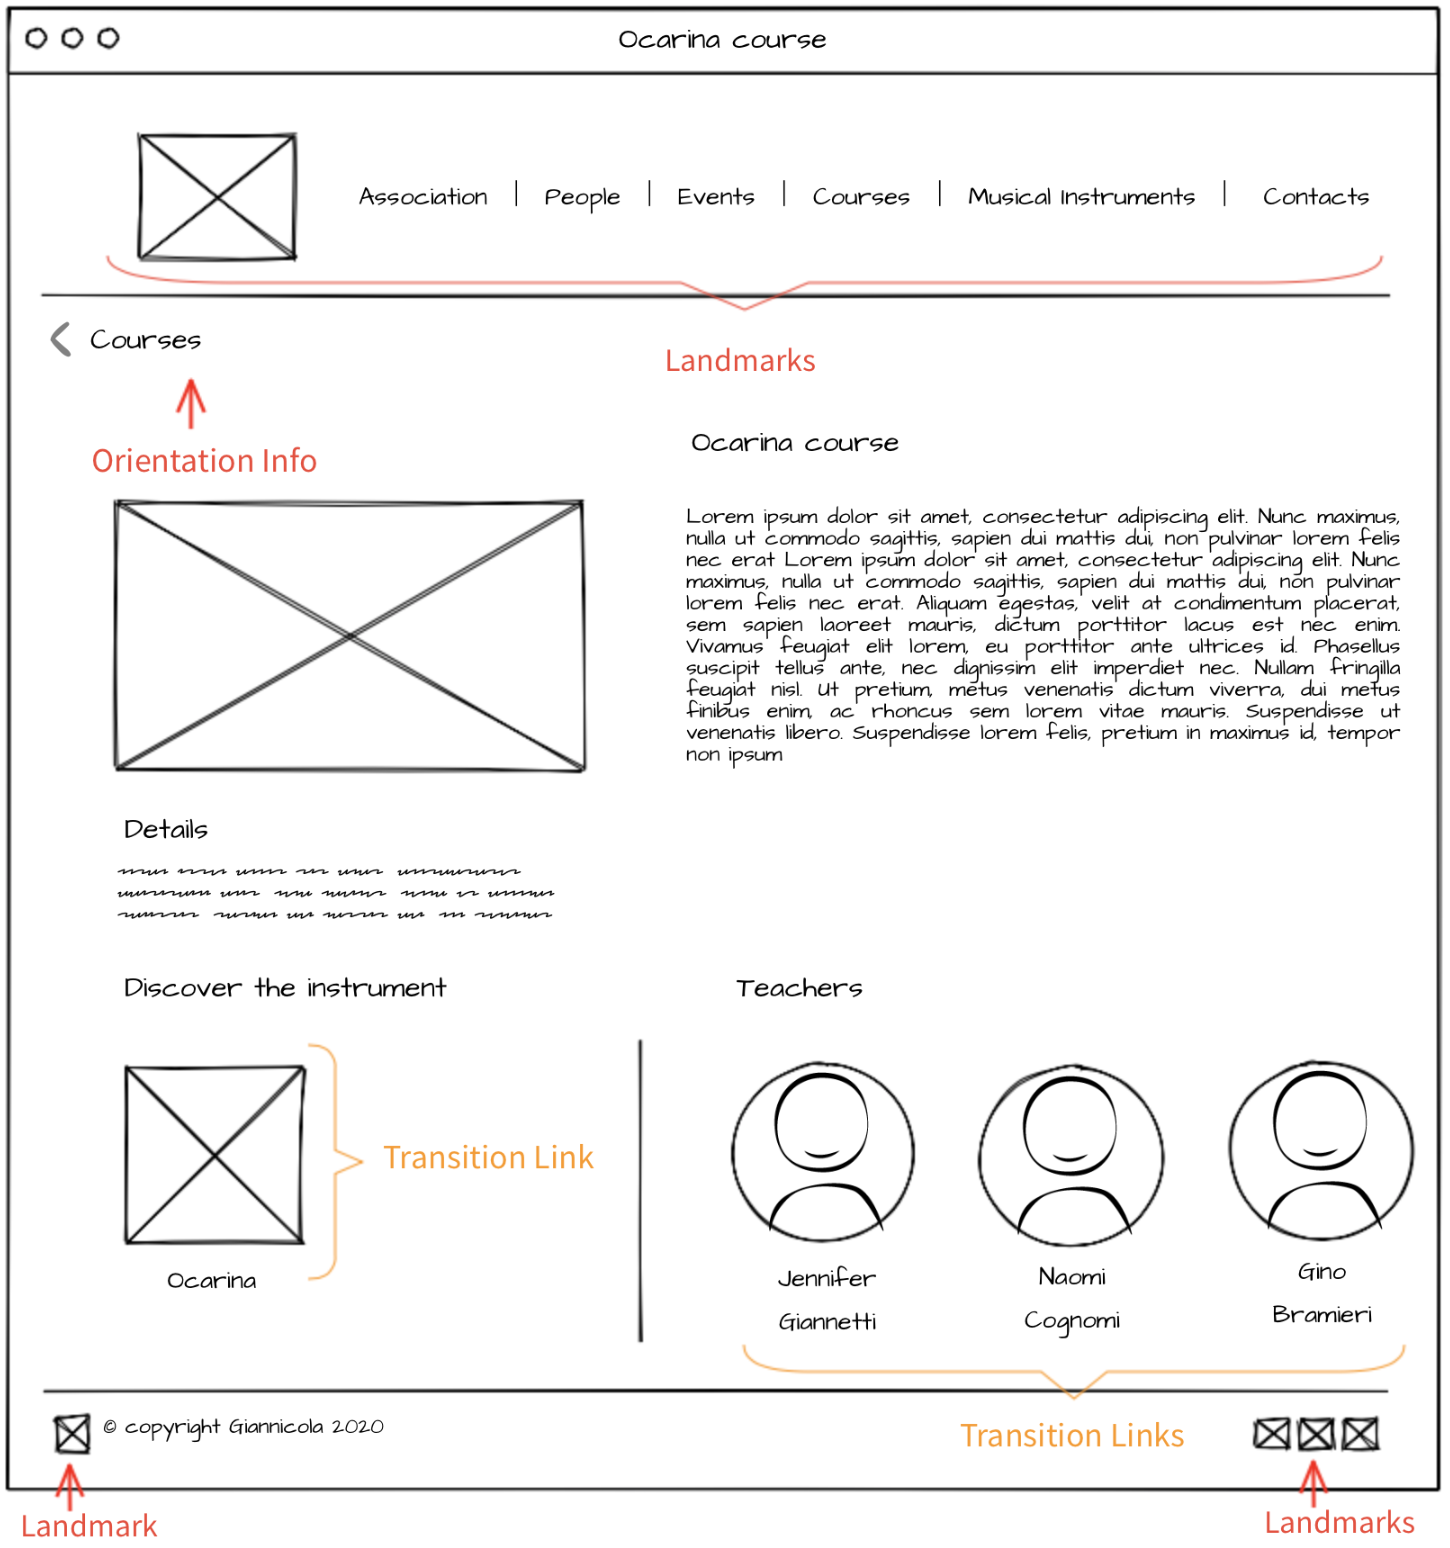 Ocarina course
Association | People | Events | Courses | Musical Instruments | Contacts
Courses
Landmarks
Orientation Info
Ocarina course
Lorem ipsum dolor sit amet, consectetur adipiscing elit. Nunc maximus,
nulla ut commodo sagittis, sapien dui mattis dui, non pulvinar lorem felis
nec erat Lorem ipsum dolor sit amet, consectetur adipiscing elit. Nunc
maximus, nulla ut commodo sagittis, sapien dui mattis dui, non pulvinar
lorem felis nec erat. Aliquam egestas, velit at condimentum placerat,
sem sapien laoreet mauris, dictum porttitor lacus est nec enim.
Vivamus feugiat elit lorem, eu porttitor ante ultrices id. Phasellus
suscipit tellus ante, nec dignissim elit imperdiet nec. Nullam fringilla
feugiat nisl. Ut pretium, metus venenatis dictum viverra, dui metus
finibus enim, ac rhoncus sem lorem vitae mauris. Suspendisse ut
venenatis libero. Suspendisse lorem felis, pretium in maximus id, tempor
non ipsum
Details
Discover the instrument
Transition Link
Ocarina
Teachers
Jennifer
Giannetti
Naomi
Cognomi
Gino
Bramieri
Transition Links
© copyright Giannicola 2020
Landmark
Landmarks